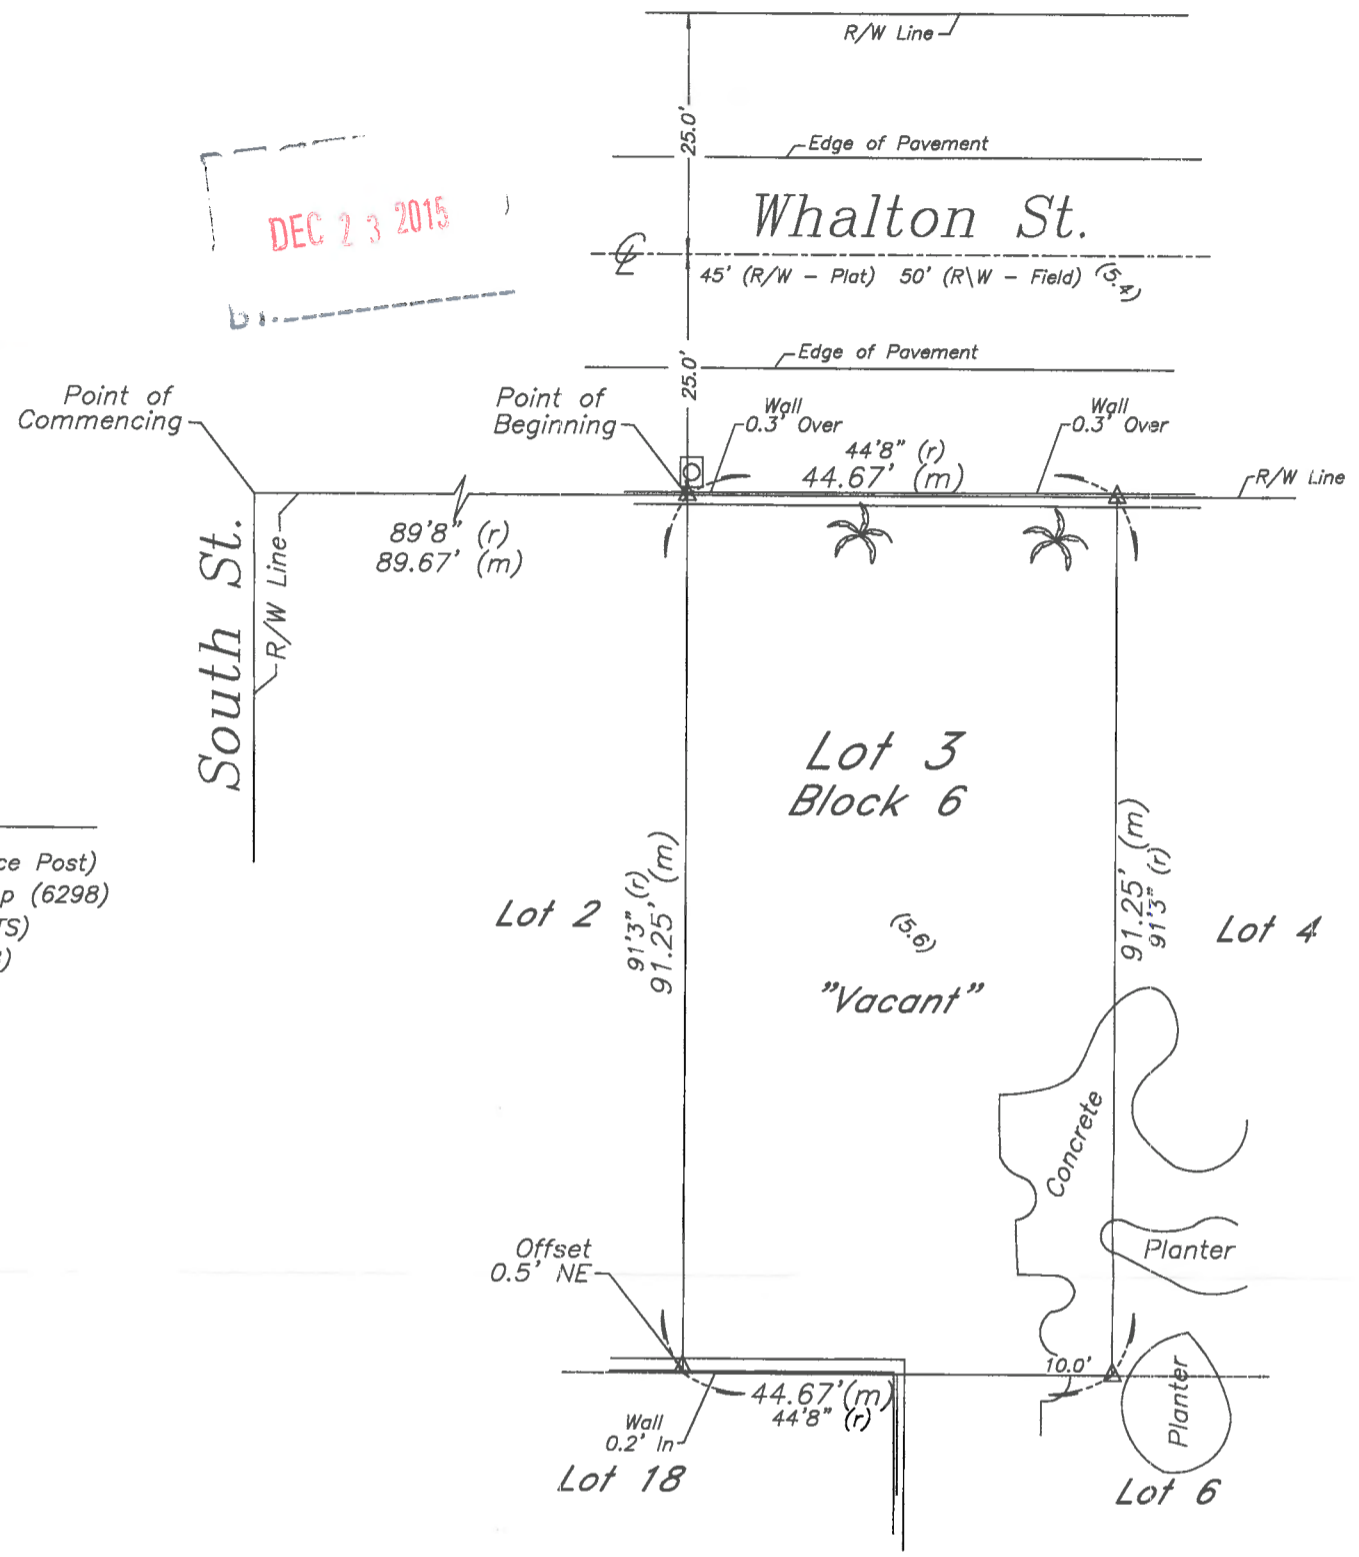 R/W Line
25.0'
Edge of Pavement
DEC 23 2015
Whalton St.
℄
45' (R/W - Plat) 50' (R\W - Field) (5.4)
Edge of Pavement
25.0'
Point of
Commencing
Point of
Beginning
Wall
0.3' Over
Wall
0.3' Over
44'8" (r)
44.67' (m)
R/W Line
89'8" (r)
89.67' (m)
South St.
R/W Line
Lot 3
Block 6
ce Post)
p (6298)
TS)
Lot 2
91'3" (r)
91.25' (m)
(5.6)
"Vacant"
91.25' (m)
91'3" (r)
Lot 4
Concrete
Planter
Offset
0.5' NE
10.0'
Planter
44.67'(m)
44'8" (r)
Wall
0.2' In
Lot 18
Lot 6